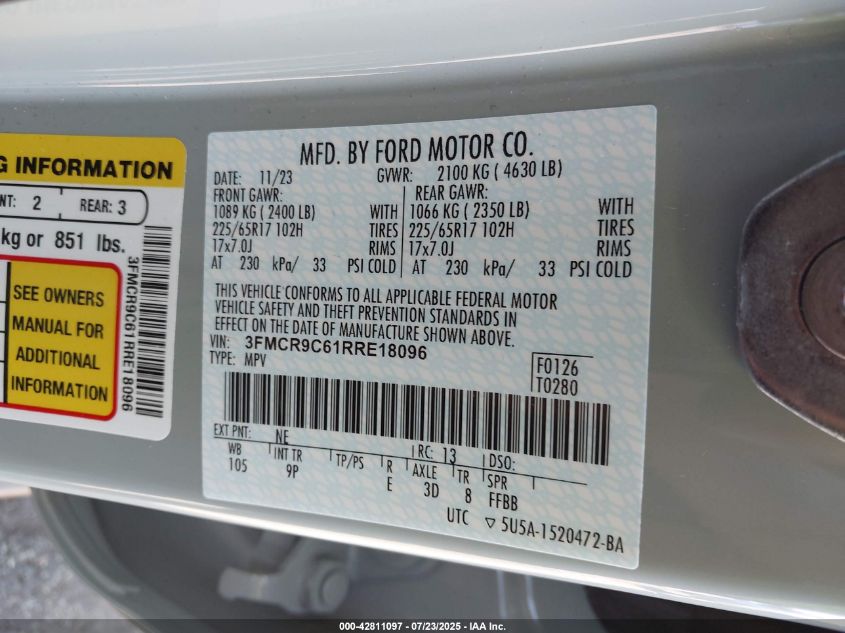 G INFORMATION
NT: 2 REAR: 3
kg or 851 lbs.
SEE OWNERS
MANUAL FOR
ADDITIONAL
INFORMATION
3FMCR9C61RRE18096
MFD. BY FORD MOTOR CO.
DATE: 11/23 GVWR: 2100 KG ( 4630 LB)
FRONT GAWR: REAR GAWR:
1089 KG ( 2400 LB) WITH 1066 KG ( 2350 LB) WITH
225/65R17 102H TIRES 225/65R17 102H TIRES
17x7.0J RIMS 17x7.0J RIMS
AT 230 kPa/ 33 PSI COLD AT 230 kPa/ 33 PSI COLD
THIS VEHICLE CONFORMS TO ALL APPLICABLE FEDERAL MOTOR
VEHICLE SAFETY AND THEFT PREVENTION STANDARDS IN
EFFECT ON THE DATE OF MANUFACTURE SHOWN ABOVE.
VIN: 3FMCR9C61RRE18096
TYPE: MPV
F0126
T0280
EXT PNT: NE RC: 13 DSO:
WB INT TR TP/PS R AXLE TR SPR
105 9P E 3D 8 FFBB
UTC ▽5U5A-1520472-BA
000-42811097 / 07/23/2025 - IAA Inc.